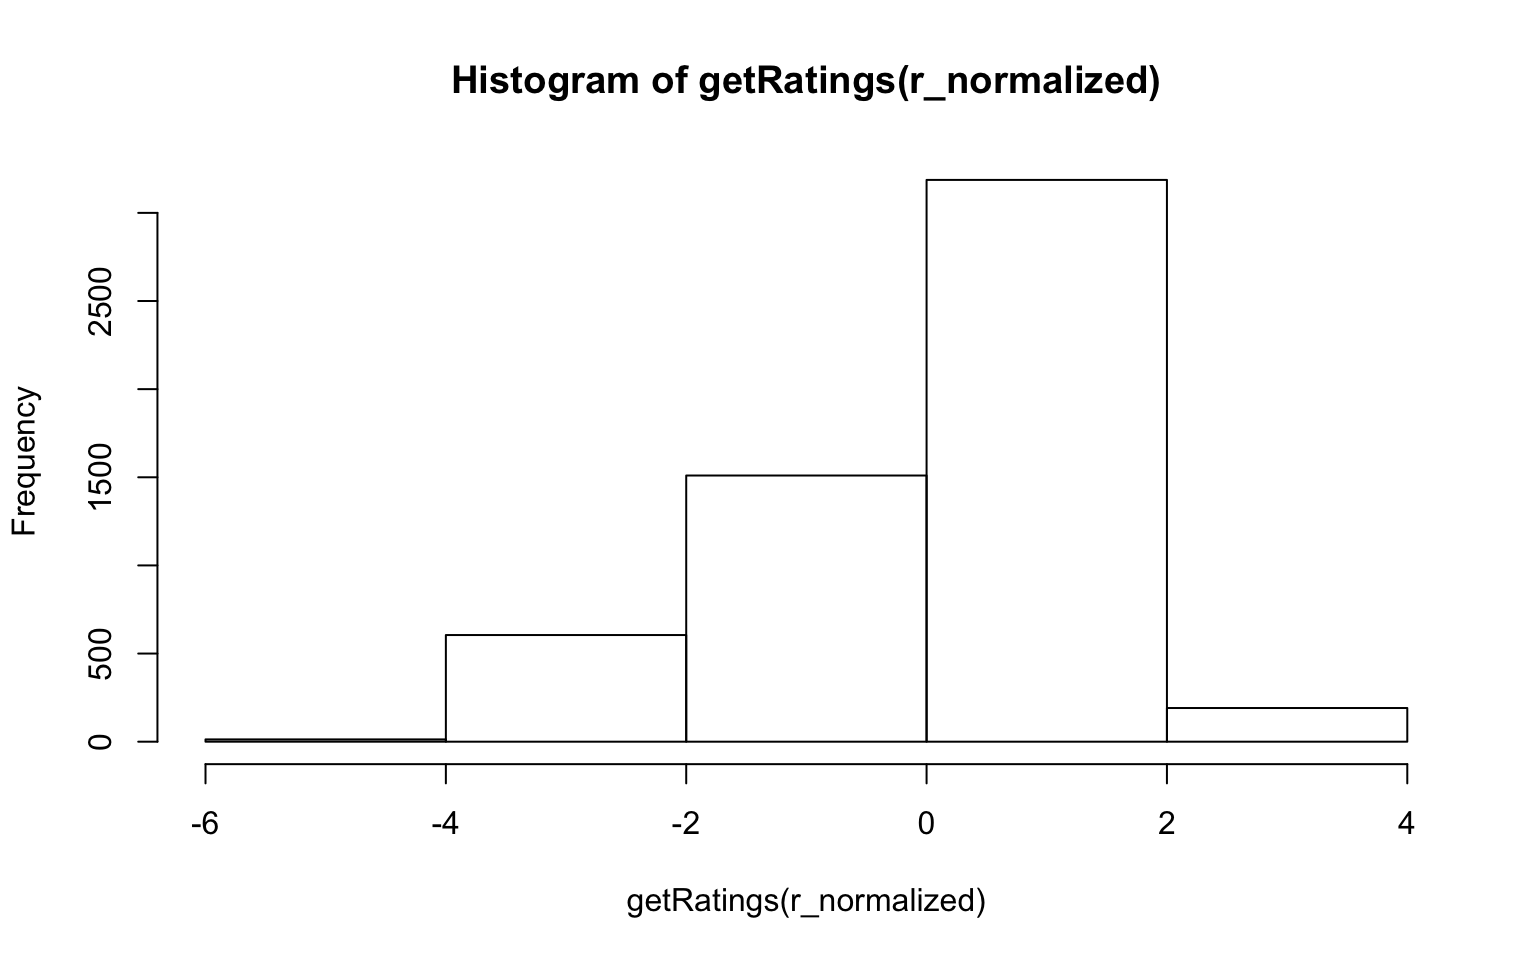 Histogram of getRatings(r_normalized)
Frequency
2500
1500
500
0
-6 -4 -2 0 2 4
getRatings(r_normalized)